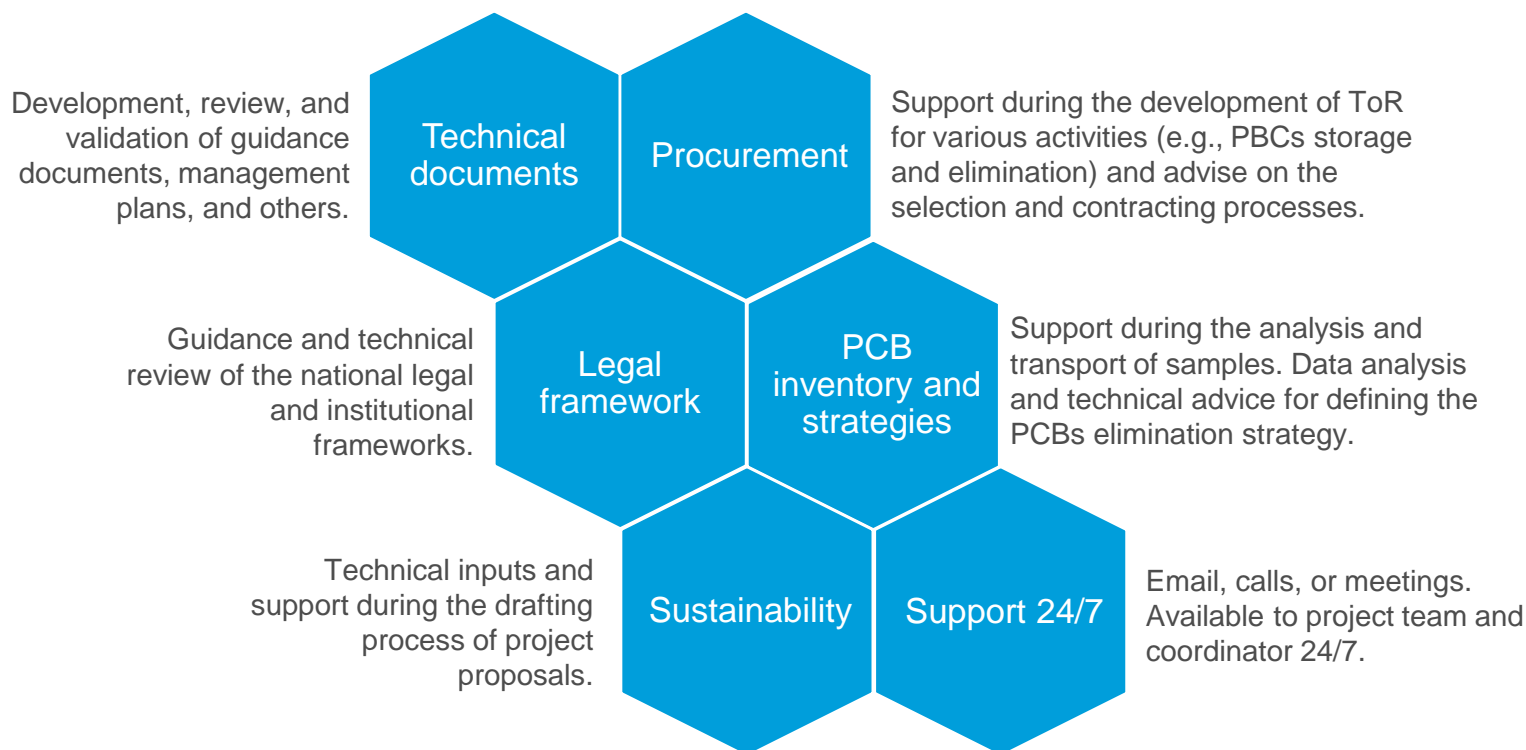 Development, review, and
validation of guidance
documents, management
plans, and others.
Technical
documents
Procurement
Support during the development of ToR
for various activities (e.g., PBCs storage
and elimination) and advise on the
selection and contracting processes.
Guidance and technical
review of the national legal
and institutional
frameworks.
Legal
framework
PCB
inventory and
strategies
Support during the analysis and
transport of samples. Data analysis
and technical advice for defining the
PCBs elimination strategy.
Technical inputs and
support during the drafting
process of project
proposals.
Sustainability
Support 24/7
Email, calls, or meetings.
Available to project team and
coordinator 24/7.